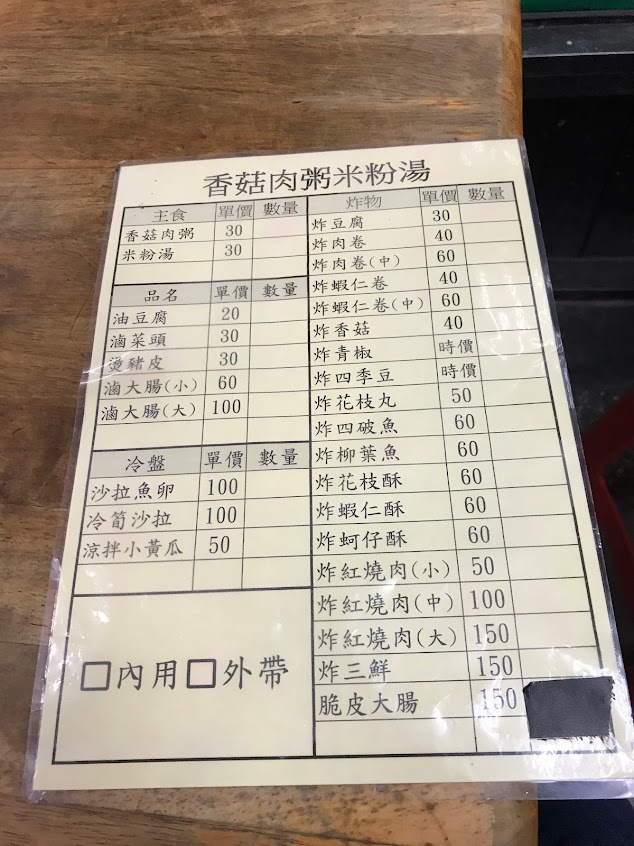 香菇肉粥米粉湯
主食 單價 數量
香菇肉粥 30
米粉湯 30
品名 單價 數量
油豆腐 20
滷菜頭 30
燙豬皮 30
滷大腸(小) 60
滷大腸(大) 100
冷盤 單價 數量
沙拉魚卵 100
冷筍沙拉 100
涼拌小黃瓜 50
□內用□外帶
炸物 單價 數量
炸豆腐 30
炸肉卷 40
炸肉卷(中) 60
炸蝦仁卷 40
炸蝦仁卷(中) 60
炸香菇 40
炸青椒 時價
炸四季豆 時價
炸花枝丸 50
炸四破魚 60
炸柳葉魚 60
炸花枝酥 60
炸蝦仁酥 60
炸蚵仔酥 60
炸紅燒肉(小) 50
炸紅燒肉(中) 100
炸紅燒肉(大) 150
炸三鮮 150
脆皮大腸 150